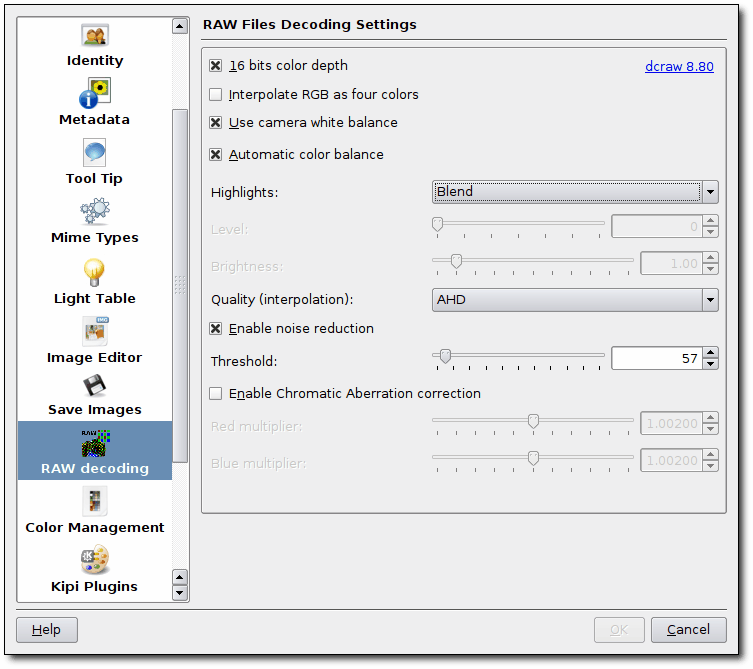 Identity
Metadata
Tool Tip
Mime Types
Light Table
Image Editor
Save Images
RAW decoding
Color Management
Kipi Plugins
RAW Files Decoding Settings
16 bits color depth
dcraw 8.80
Interpolate RGB as four colors
Use camera white balance
Automatic color balance
Highlights:
Blend
Level:
0
Brightness:
1.00
Quality (interpolation):
AHD
Enable noise reduction
Threshold:
57
Enable Chromatic Aberration correction
Red multiplier:
1.00200
Blue multiplier:
1.00200
Help
OK
Cancel